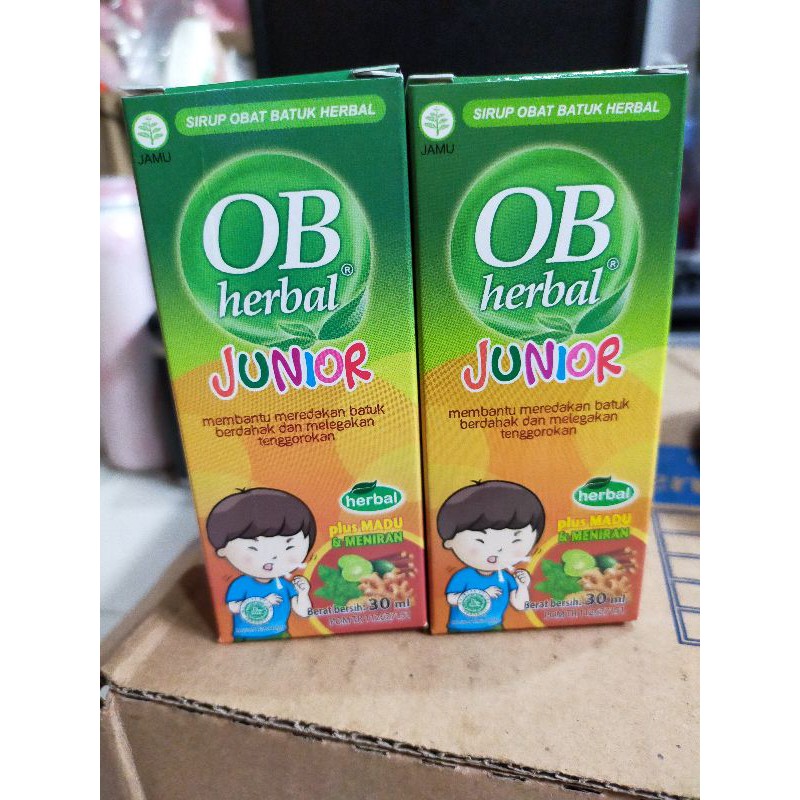 SIRUP OBAT BATUK HERBAL
JAMU
OB
herbal®
JUNIOR
membantu meredakan batuk
berdahak dan melegakan
tenggorokan
herbal
plus MADU
& MENIRAN
Berat bersih: 30 ml
SIRUP OBAT BATUK HERBAL
JAMU
OB
herbal®
JUNIOR
membantu meredakan batuk
berdahak dan melegakan
tenggorokan
herbal
plus MADU
& MENIRAN
Berat bersih: 30 ml